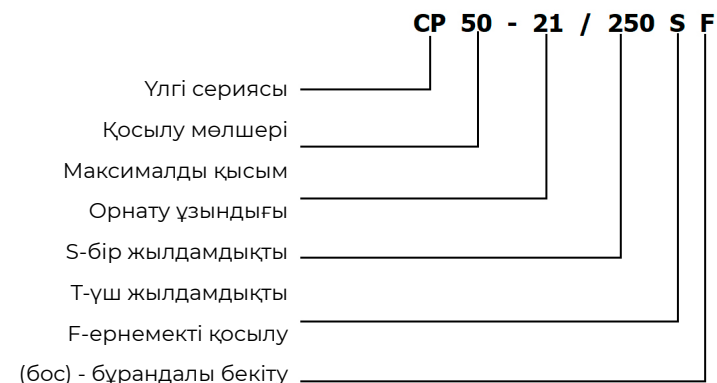 CP 50 - 21 / 250 S F
Үлгі сериясы
Қосылу мөлшері
Максималды қысым
Орнату ұзындығы
S-бір жылдамдықты
T-үш жылдамдықты
F-ернемекті қосылу
(бос) - бұрандалы бекіту